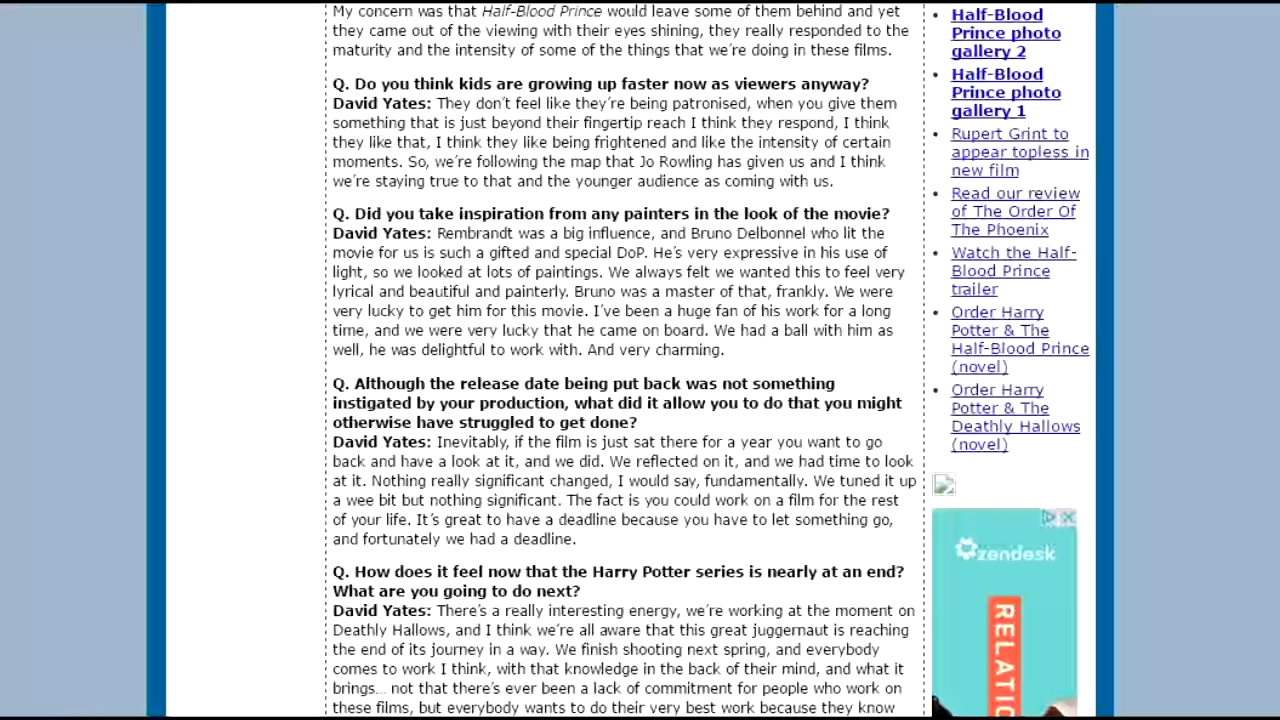 My concern was that Half-Blood Prince would leave some of them behind and yet
they came out of the viewing with their eyes shining, they really responded to the
maturity and the intensity of some of the things that we're doing in these films.
Q. Do you think kids are growing up faster now as viewers anyway?
David Yates: They don't feel like they're being patronised, when you give them
something that is just beyond their fingertip reach I think they respond, I think
they like that, I think they like being frightened and like the intensity of certain
moments. So, we're following the map that Jo Rowling has given us and I think
we're staying true to that and the younger audience as coming with us.
Q. Did you take inspiration from any painters in the look of the movie?
David Yates: Rembrandt was a big influence, and Bruno Delbonnel who lit the
movie for us is such a gifted and special DoP. He's very expressive in his use of
light, so we looked at lots of paintings. We always felt we wanted this to feel very
lyrical and beautiful and painterly. Bruno was a master of that, frankly. We were
very lucky to get him for this movie. I've been a huge fan of his work for a long
time, and we were very lucky that he came on board. We had a ball with him as
well, he was delightful to work with. And very charming.
Q. Although the release date being put back was not something
instigated by your production, what did it allow you to do that you might
otherwise have struggled to get done?
David Yates: Inevitably, if the film is just sat there for a year you want to go
back and have a look at it, and we did. We reflected on it, and we had time to look
at it. Nothing really significant changed, I would say, fundamentally. We tuned it up
a wee bit but nothing significant. The fact is you could work on a film for the rest
of your life. It's great to have a deadline because you have to let something go,
and fortunately we had a deadline.
Q. How does it feel now that the Harry Potter series is nearly at an end?
What are you going to do next?
David Yates: There's a really interesting energy, we're working at the moment on
Deathly Hallows, and I think we're all aware that this great juggernaut is reaching
the end of its journey in a way. We finish shooting next spring, and everybody
comes to work I think, with that knowledge in the back of their mind, and what it
brings... not that there's ever been a lack of commitment for people who work on
these films, but everybody wants to do their very best work because they know
Half-Blood
Prince photo
gallery 2
Half-Blood
Prince photo
gallery 1
Rupert Grint to
appear topless in
new film
Read our review
of The Order Of
The Phoenix
Watch the Half-
Blood Prince
trailer
Order Harry
Potter & The
Half-Blood Prince
(novel)
Order Harry
Potter & The
Deathly Hallows
(novel)
zendesk
RELATIO